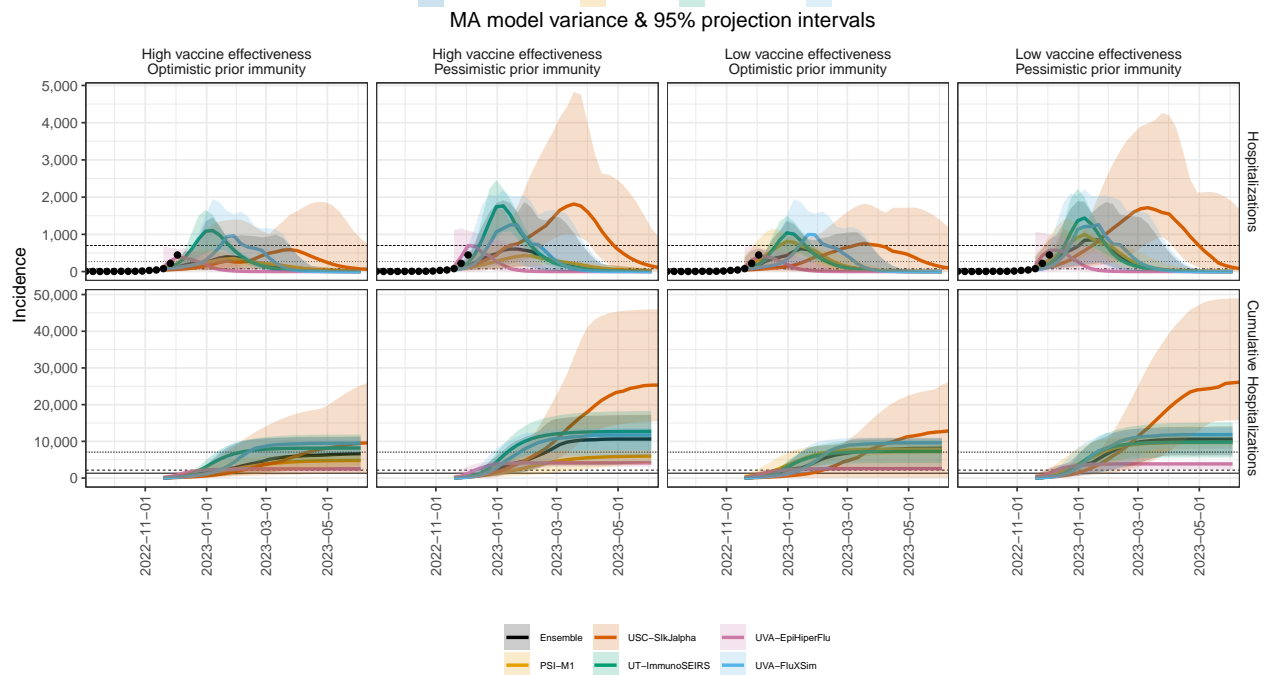 MA model variance & 95% projection intervals
High vaccine effectiveness
Optimistic prior immunity
High vaccine effectiveness
Pessimistic prior immunity
Low vaccine effectiveness
Optimistic prior immunity
Low vaccine effectiveness
Pessimistic prior immunity
5,000
4,000
3,000
2,000
1,000
0
Hospitalizations
50,000
40,000
30,000
20,000
10,000
0
Cumulative Hospitalizations
Incidence
2022−11−01
2023−01−01
2023−03−01
2023−05−01
2022−11−01
2023−01−01
2023−03−01
2023−05−01
2022−11−01
2023−01−01
2023−03−01
2023−05−01
2022−11−01
2023−01−01
2023−03−01
2023−05−01
Ensemble
USC−SIkJalpha
UVA−EpiHiperFlu
PSI−M1
UT−ImmunoSEIRS
UVA−FluXSim